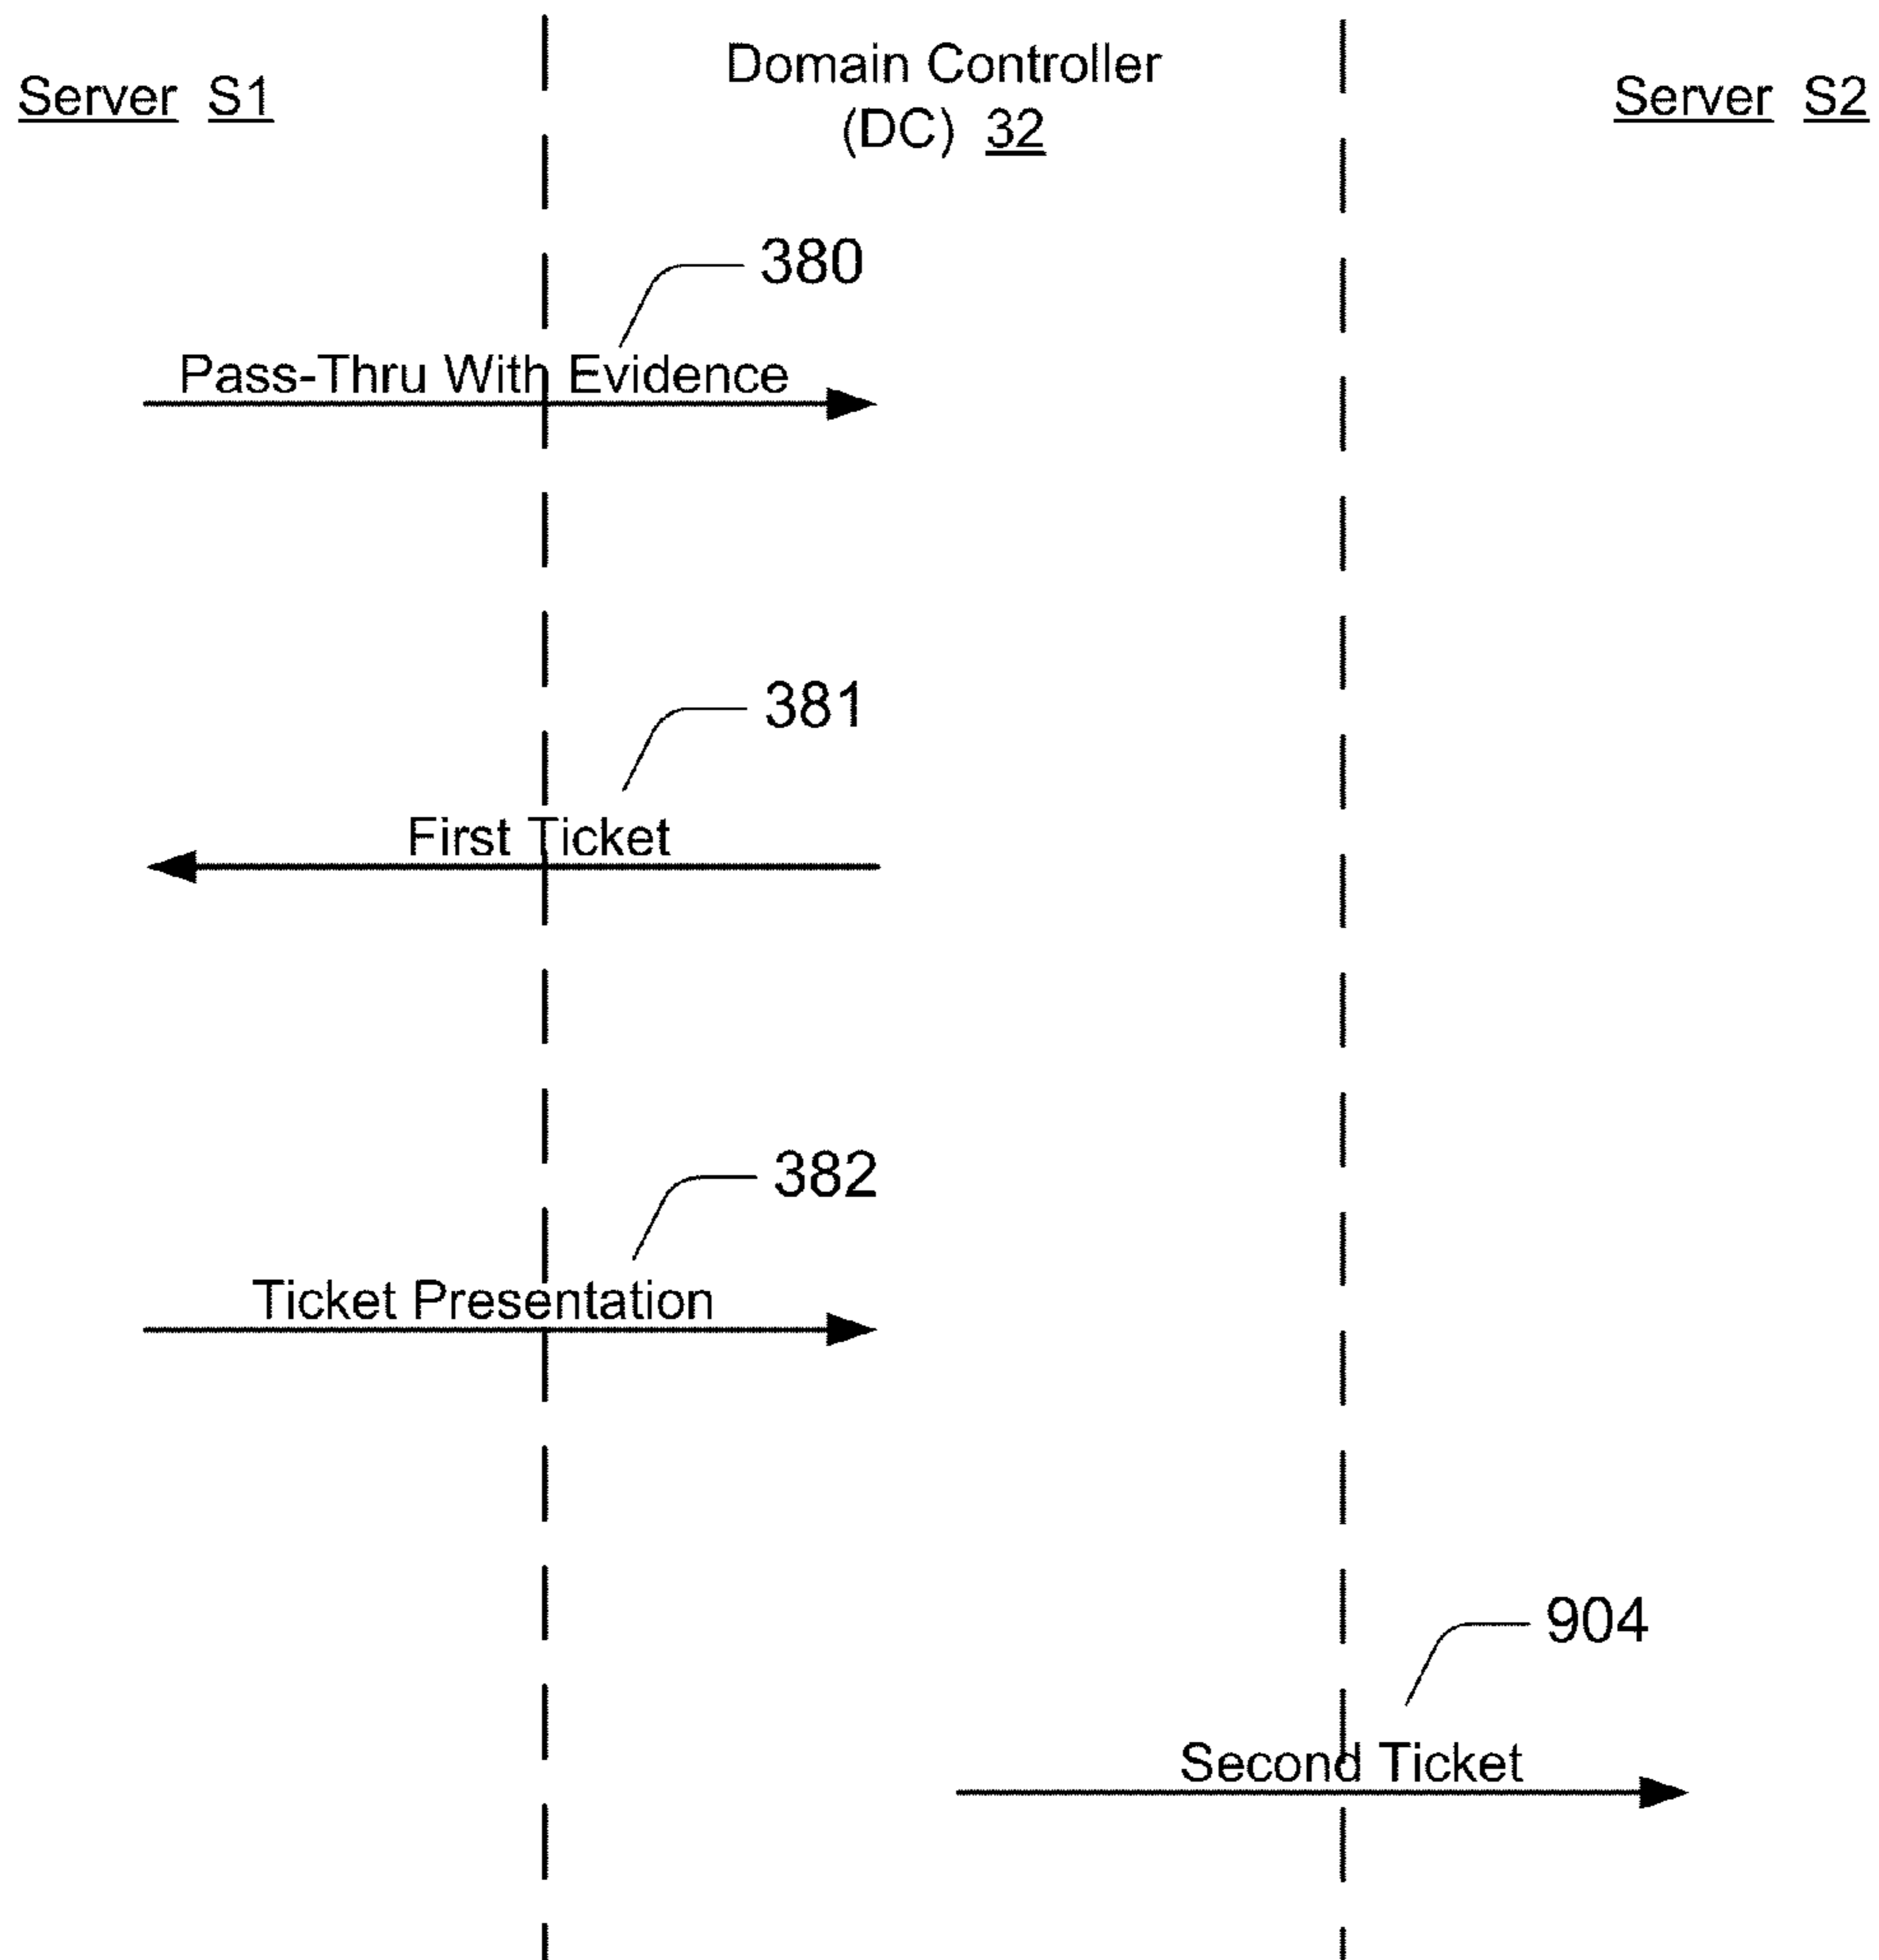 Server S1
Domain Controller
(DC) 32
Server S2
380
Pass-Thru With Evidence
381
First Ticket
382
Ticket Presentation
904
Second Ticket